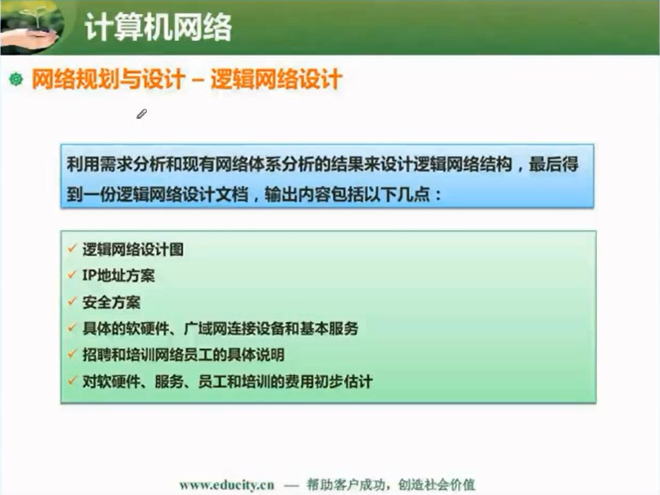 计算机网络
网络规划与设计 – 逻辑网络设计
利用需求分析和现有网络体系分析的结果来设计逻辑网络结构，最后得
到一份逻辑网络设计文档，输出内容包括以下几点：
✓ 逻辑网络设计图
✓ IP地址方案
✓ 安全方案
✓ 具体的软硬件、广域网连接设备和基本服务
✓ 招聘和培训网络员工的具体说明
✓ 对软硬件、服务、员工和培训的费用初步估计
www.educity.cn — 帮助客户成功，创造社会价值